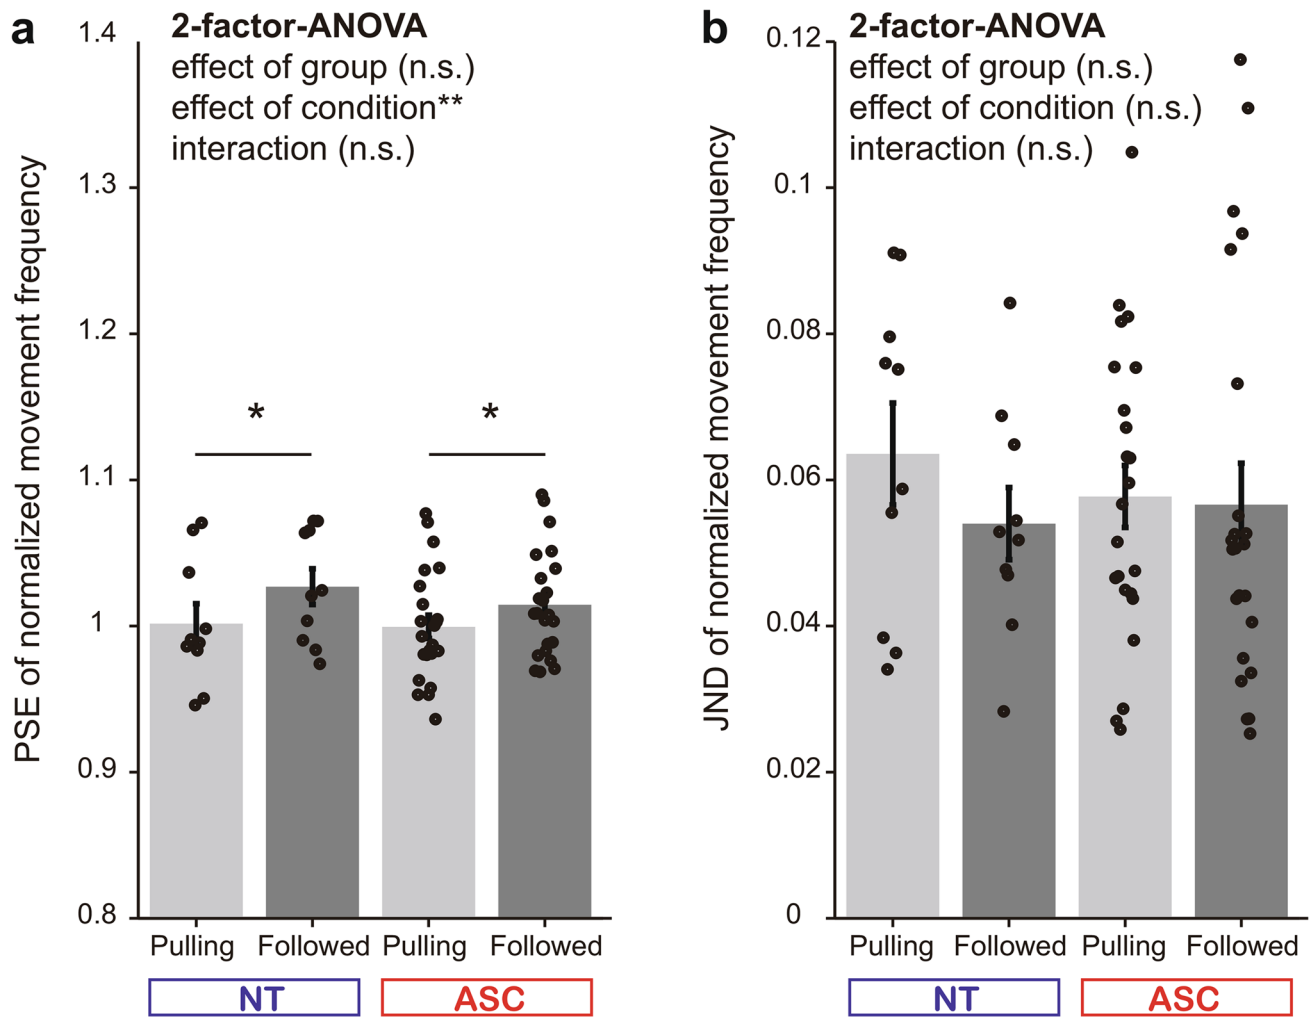 a
2-factor-ANOVA
effect of group (n.s.)
effect of condition**
interaction (n.s.)
PSE of normalized movement frequency
1.4
1.3
1.2
1.1
1
0.9
0.8
*
*
Pulling Followed Pulling Followed
NT ASC
b
2-factor-ANOVA
effect of group (n.s.)
effect of condition (n.s.)
interaction (n.s.)
JND of normalized movement frequency
0.12
0.1
0.08
0.06
0.04
0.02
0
Pulling Followed Pulling Followed
NT ASC